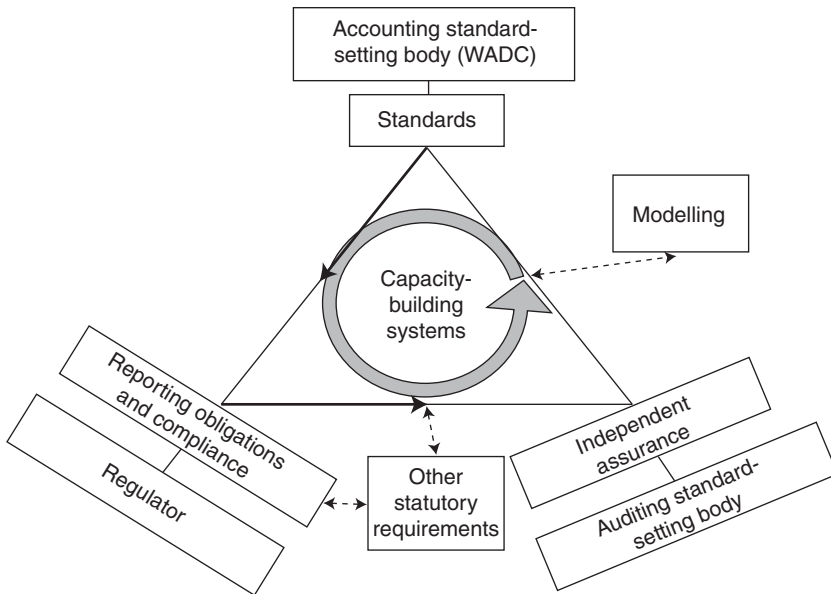 Accounting standard-
setting body (WADC)
Standards
Modelling
Capacity-
building
systems
Reporting obligations
and compliance
Regulator
Other
statutory
requirements
Independent
assurance
Auditing standard-
setting body